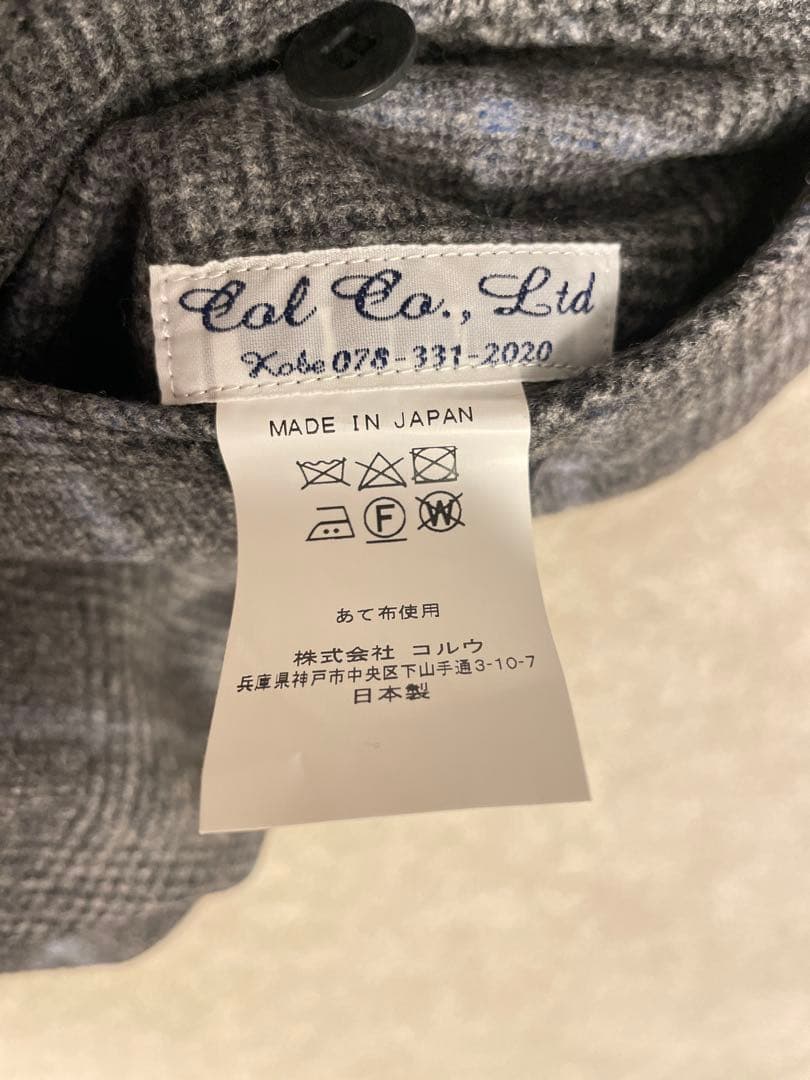 Col Co., Ltd
Kobe 078-331-2020
MADE IN JAPAN
F W
あて布使用
株式会社 コルウ
兵庫県神戸市中央区下山手通3-10-7
日本製